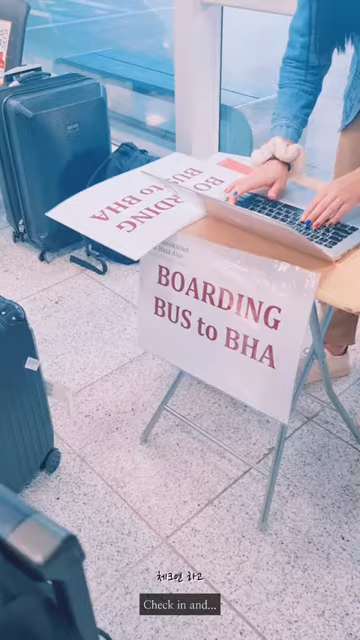 BOARDING
BUS to BHA
BOARDING
BUS to BHA
체크인 하고
Check in and...